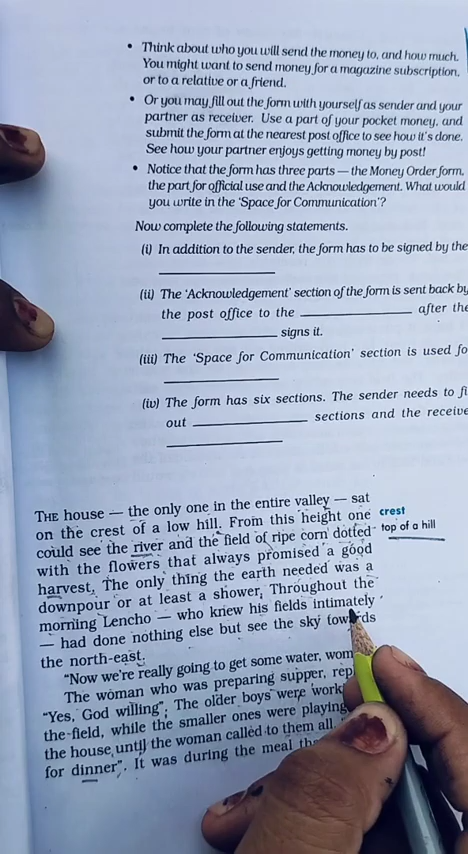 • Think about who you will send the money to, and how much.
You might want to send money for a magazine subscription,
or to a relative or a friend.
• Or you may fill out the form with yourself as sender and your
partner as receiver. Use a part of your pocket money, and
submit the form at the nearest post office to see how it's done.
See how your partner enjoys getting money by post!
• Notice that the form has three parts — the Money Order form,
the part for official use and the Acknowledgement. What would
you write in the 'Space for Communication'?
Now complete the following statements.
(i) In addition to the sender, the form has to be signed by the
(ii) The 'Acknowledgement' section of the form is sent back by
the post office to the ____________ after the
____________ signs it.
(iii) The 'Space for Communication' section is used
____________
(iv) The form has six sections. The sender needs to
out ____________ sections and the
____________
THE house — the only one in the entire valley — sat
on the crest of a low hill. From this height one
could see the river and the field of ripe corn dotted
with the flowers that always promised a good
harvest. The only thing the earth needed was a
downpour or at least a shower. Throughout the
morning Lencho — who knew his fields intimately
— had done nothing else but see the sky towards
the north-east.
"Now we're really going to get some water,
The woman who was preparing supper,
"Yes, God willing". The older boys were
the field, while the smaller ones were playing
the house until the woman called to them all,
for dinner". It was during the meal
crest
top of a hill